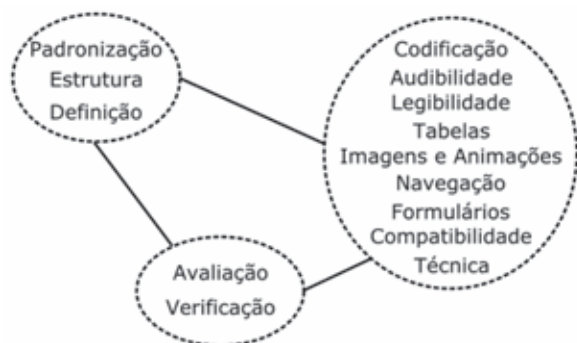 Padronização
Estrutura
Definição
Codificação
Audibilidade
Legibilidade
Tabelas
Imagens e Animações
Navegação
Formulários
Compatibilidade
Técnica
Avaliação
Verificação